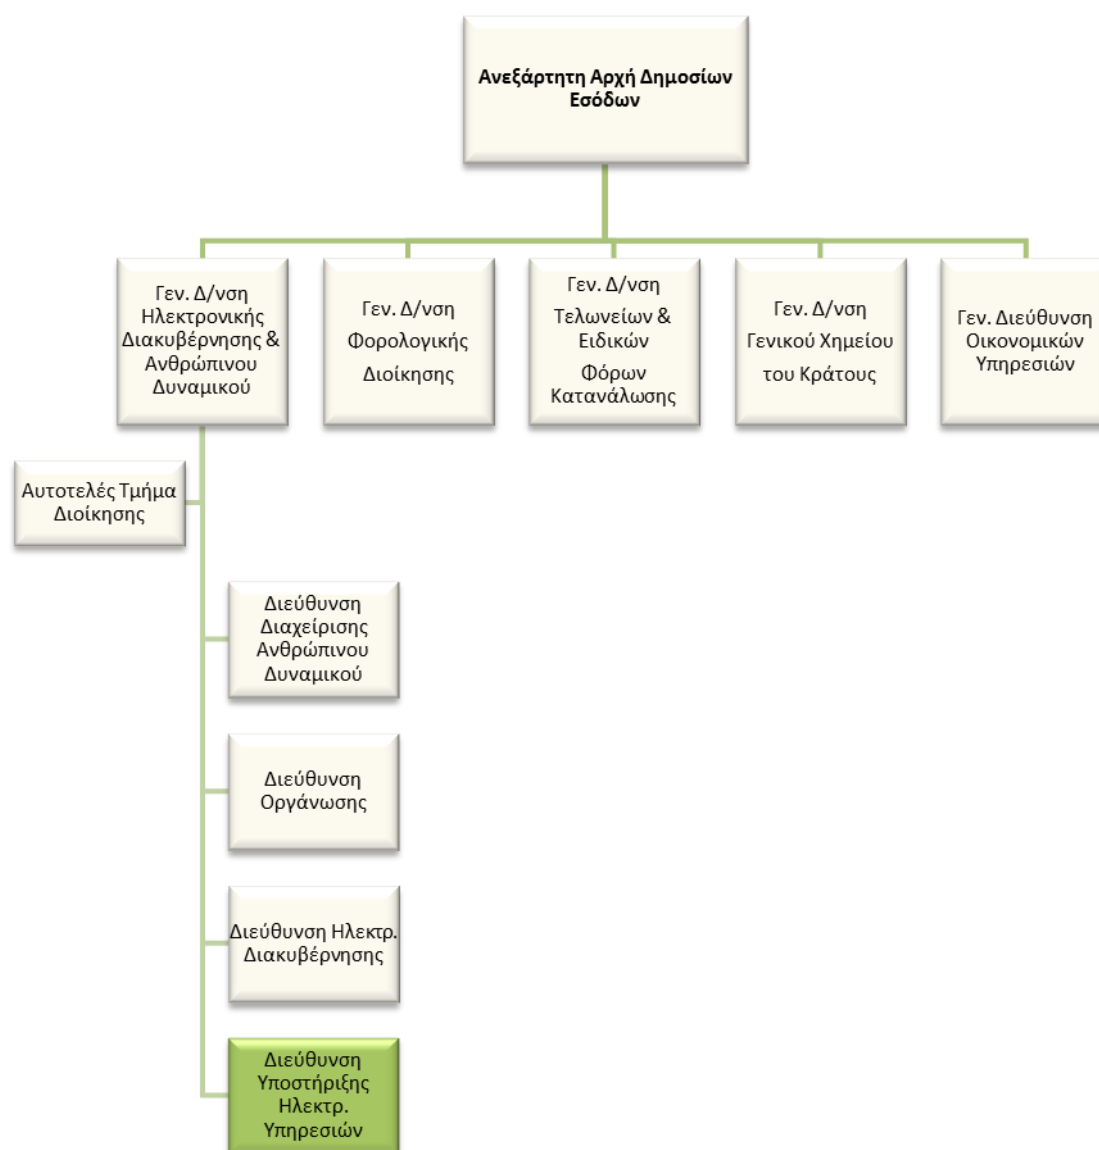 Ανεξάρτητη Αρχή Δημοσίων
Εσόδων
Γεν. Δ/νση
Ηλεκτρονικής
Διακυβέρνησης &
Ανθρώπινου
Δυναμικού
Γεν. Δ/νση
Φορολογικής
Διοίκησης
Γεν. Δ/νση
Τελωνείων &
Ειδικών
Φόρων
Κατανάλωσης
Γεν. Δ/νση
Γενικού Χημείου
του Κράτους
Γεν. Διεύθυνση
Οικονομικών
Υπηρεσιών
Αυτοτελές Τμήμα
Διοίκησης
Διεύθυνση
Διαχείρισης
Ανθρώπινου
Δυναμικού
Διεύθυνση
Οργάνωσης
Διεύθυνση Ηλεκτρ.
Διακυβέρνησης
Διεύθυνση
Υποστήριξης
Ηλεκτρ.
Υπηρεσιών